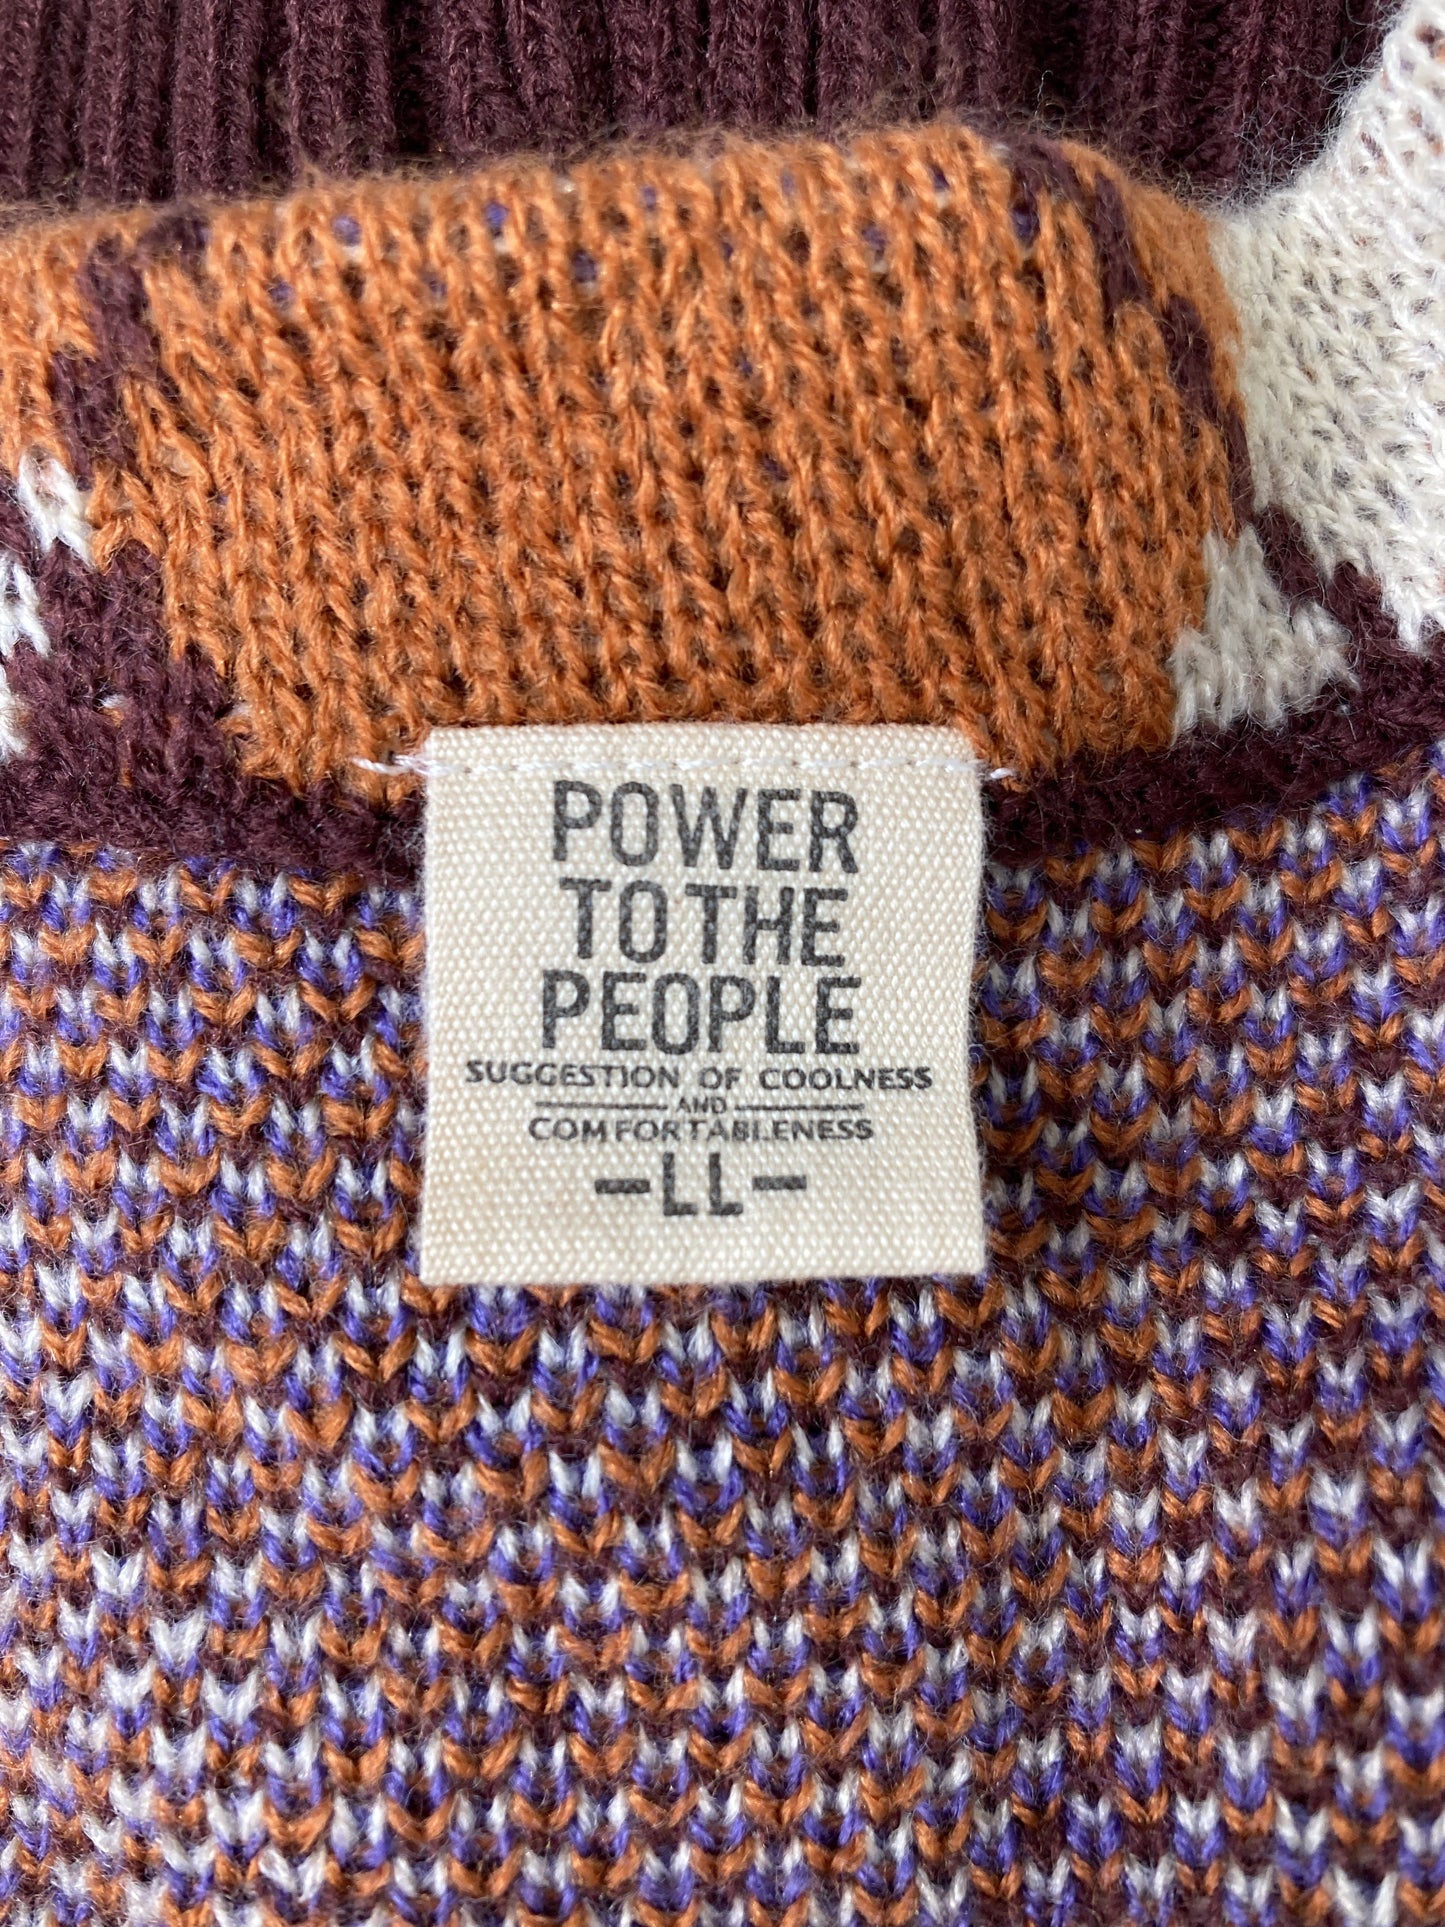 POWER
TO THE
PEOPLE
SUGGESTION OF COOLNESS
AND
COMFORTABLENESS
-LL-